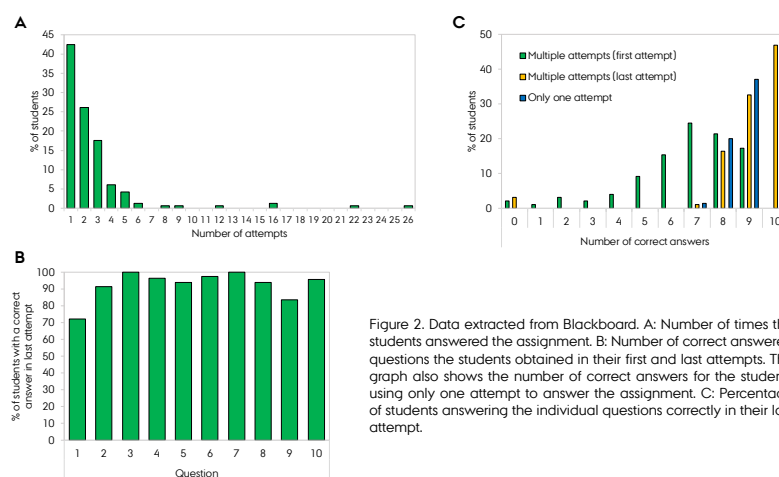 A
45
40
35
30
25
20
15
10
5
0
% of students
1 2 3 4 5 6 7 8 9 10 11 12 13 14 15 16 17 18 19 20 21 22 23 24 25 26
Number of attempts
C
50
40
30
20
10
0
% of students
Multiple attempts (first attempt)
Multiple attempts (last attempt)
Only one attempt
0 1 2 3 4 5 6 7 8 9 10
Number of correct answers
B
100
90
80
70
60
50
40
30
20
10
0
% of students with a correct
answer in last attempt
1 2 3 4 5 6 7 8 9 10
Question
Figure 2. Data extracted from Blackboard. A: Number of times th
students answered the assignment. B: Number of correct answere
questions the students obtained in their first and last attempts. Th
graph also shows the number of correct answers for the studen
using only one attempt to answer the assignment. C: Percentag
of students answering the individual questions correctly in their la
attempt.